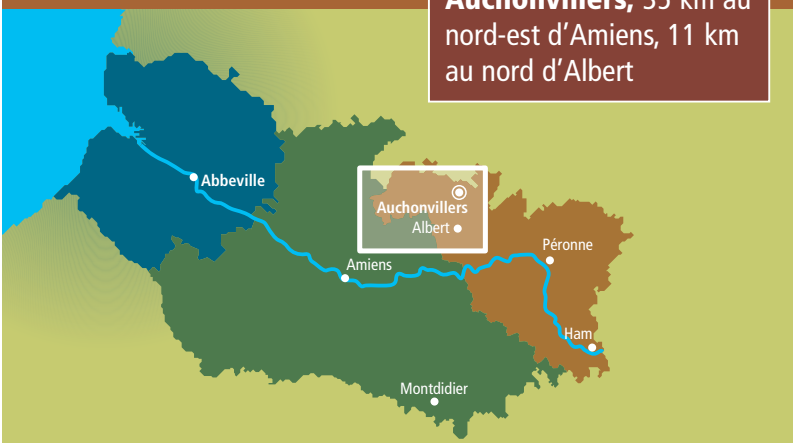 Auchonvillers, 35 km au
nord-est d’Amiens, 11 km
au nord d’Albert
Abbeville
Auchonvillers
Albert
Péronne
Amiens
Ham
Montdidier